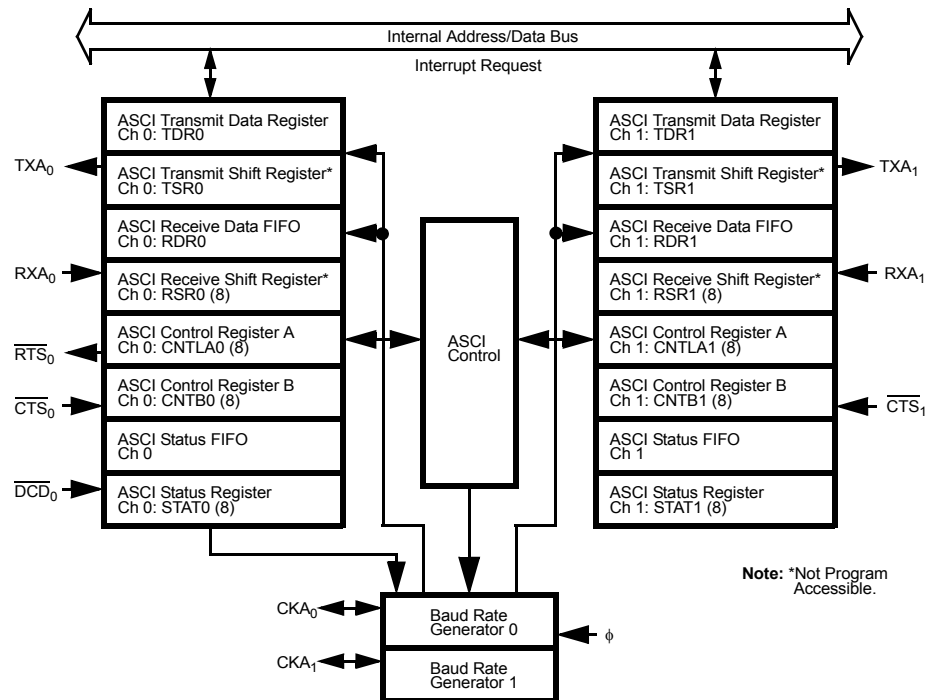 Internal Address/Data Bus
Interrupt Request
ASCI Transmit Data Register
Ch 0: TDR0
ASCI Transmit Shift Register*
Ch 0: TSR0
ASCI Receive Data FIFO
Ch 0: RDR0
ASCI Receive Shift Register*
Ch 0: RSR0 (8)
ASCI Control Register A
Ch 0: CNTLA0 (8)
ASCI Control Register B
Ch 0: CNTB0 (8)
ASCI Status FIFO
Ch 0
ASCI Status Register
Ch 0: STAT0 (8)
TXA0
RXA0
RTS0
CTS0
DCD0
ASCI
Control
ASCI Transmit Data Register
Ch 1: TDR1
ASCI Transmit Shift Register*
Ch 1: TSR1
ASCI Receive Data FIFO
Ch 1: RDR1
ASCI Receive Shift Register*
Ch 1: RSR1 (8)
ASCI Control Register A
Ch 1: CNTLA1 (8)
ASCI Control Register B
Ch 1: CNTB1 (8)
ASCI Status FIFO
Ch 1
ASCI Status Register
Ch 1: STAT1 (8)
TXA1
RXA1
CTS1
Note: *Not Program
Accessible.
CKA0
Baud Rate
Generator 0
ϕ
CKA1
Baud Rate
Generator 1